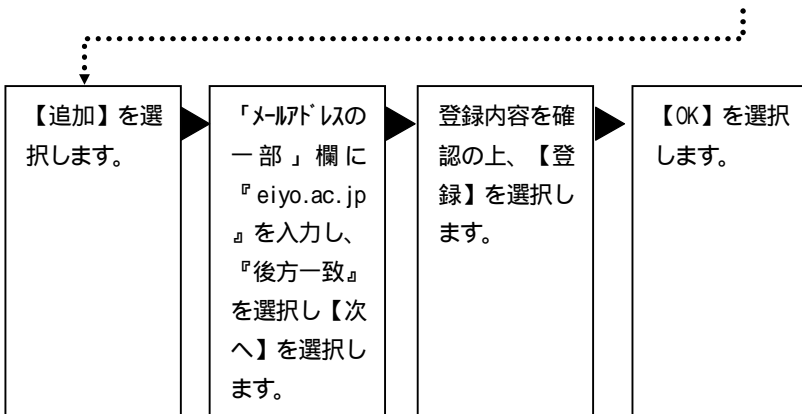 【追加】を選
択します。
「メールアドレスの
一部」欄に
『eiyo.ac.jp
』を入力し、
『後方一致』
を選択し【次
へ】を選択し
ます。
登録内容を確
認の上、【登
録】を選択し
ます。
【OK】を選択
します。